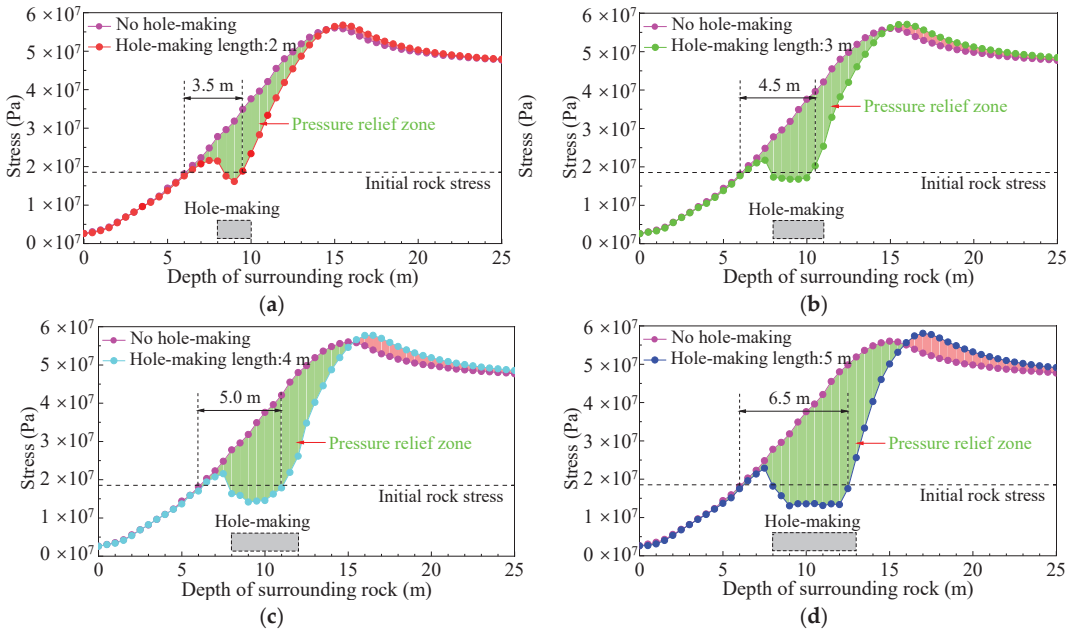 No hole-making
Hole-making length:2 m
3.5 m
Pressure relief zone
Initial rock stress
Hole-making
6 ×10⁷
5 ×10⁷
4 ×10⁷
3 ×10⁷
2 ×10⁷
1 ×10⁷
0 ×10⁷
Stress (Pa)
0 5 10 15 20 25
Depth of surrounding rock (m)
(a)
No hole-making
Hole-making length:3 m
4.5 m
Pressure relief zone
Initial rock stress
Hole-making
6 ×10⁷
5 ×10⁷
4 ×10⁷
3 ×10⁷
2 ×10⁷
1 ×10⁷
0 ×10⁷
Stress (Pa)
Stress (Pa)
0 5 10 15 20 25
Depth of surrounding rock (m)
(b)
No hole-making
Hole-making length:4 m
5.0 m
Pressure relief zone
Initial rock stress
Hole-making
6 ×10⁷
5 ×10⁷
4 ×10⁷
3 ×10⁷
2 ×10⁷
1 ×10⁷
0 ×10⁷
Stress (Pa)
0 5 10 15 20 25
Depth of surrounding rock (m)
(c)
No hole-making
Hole-making length:5 m
6.5 m
Pressure relief zone
Initial rock stress
Hole-making
6 ×10⁷
5 ×10⁷
4 ×10⁷
3 ×10⁷
2 ×10⁷
1 ×10⁷
0 ×10⁷
Stress (Pa)
0 5 10 15 20 25
Depth of surrounding rock (m)
(d)